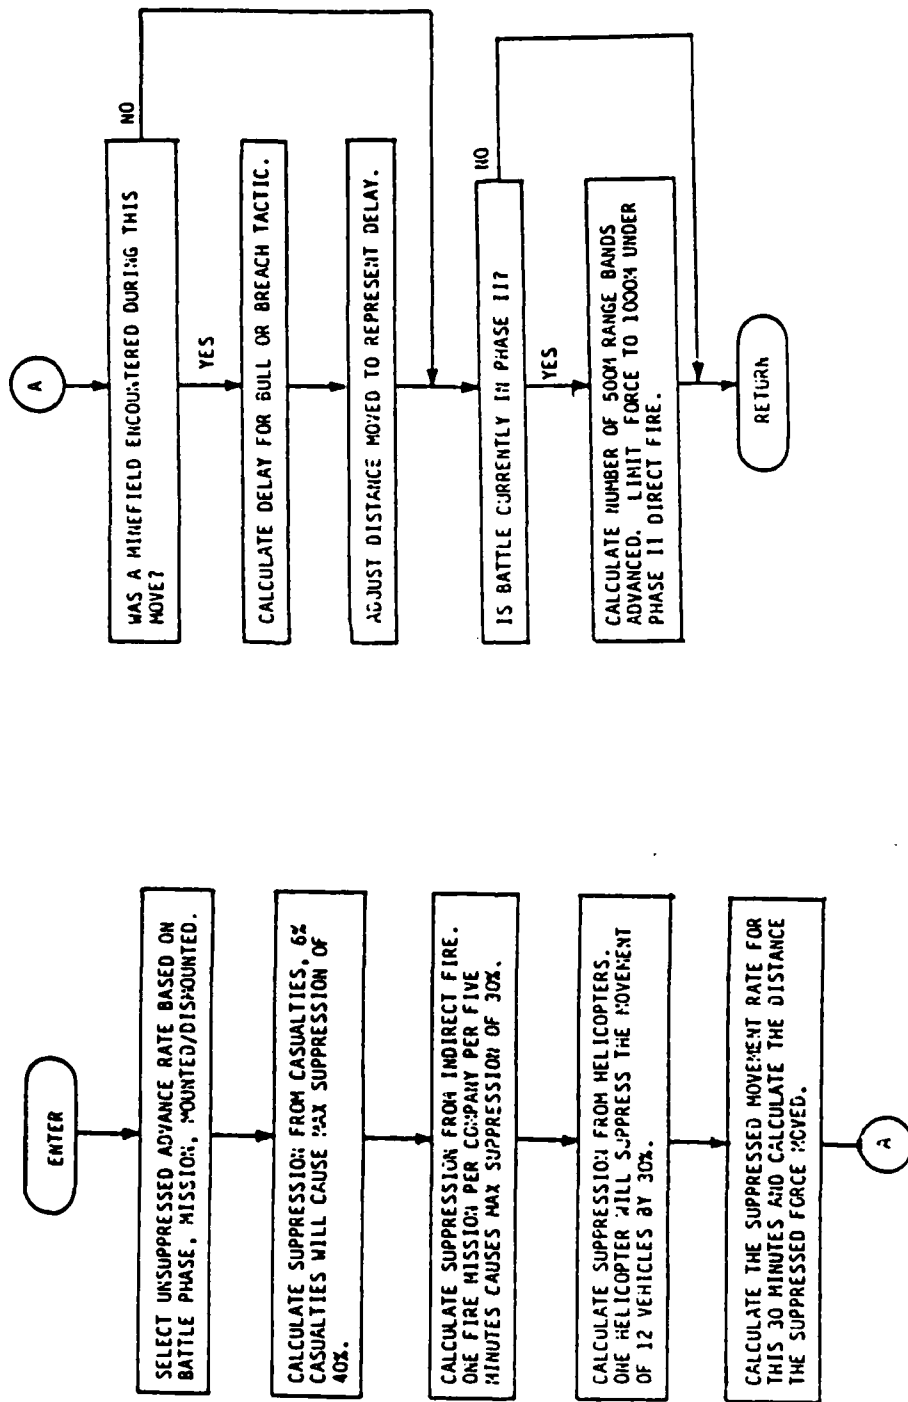 ENTER
SELECT UNSUPPRESSED ADVANCE RATE BASED ON
BATTLE PHASE, MISSION, MOUNTED/DISMOUNTED.
CALCULATE SUPPRESSION FROM CASUALTIES, 6%
CASUALTIES WILL CAUSE MAX SUPPRESSION OF
40%.
CALCULATE SUPPRESSION FROM INDIRECT FIRE.
ONE FIRE MISSION PER COMPANY PER FIVE
MINUTES CAUSES MAX SUPPRESSION OF 30%.
CALCULATE SUPPRESSION FROM HELICOPTERS.
ONE HELICOPTER WILL SUPPRESS THE MOVEMENT
OF 12 VEHICLES BY 30%.
CALCULATE THE SUPPRESSED MOVEMENT RATE FOR
THIS 30 MINUTES AND CALCULATE THE DISTANCE
THE SUPPRESSED FORCE MOVED.
A
A
WAS A MINEFIELD ENCOUNTERED DURING THIS
MOVE?
NO
YES
CALCULATE DELAY FOR BULL OR BREACH TACTIC.
ADJUST DISTANCE MOVED TO REPRESENT DELAY.
IS BATTLE CURRENTLY IN PHASE II?
NO
YES
CALCULATE NUMBER OF 500M RANGE BANDS
ADVANCED. LIMIT FORCE TO 1000M UNDER
PHASE II DIRECT FIRE.
RETURN